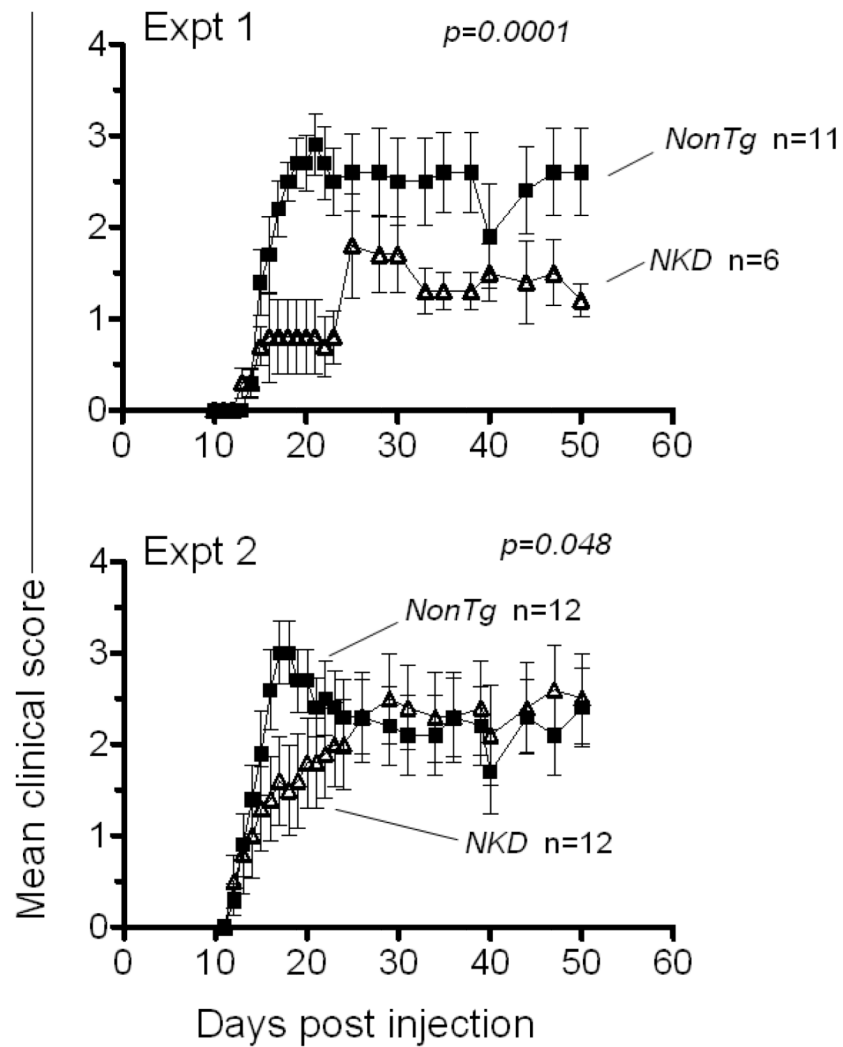 Expt 1
p=0.0001
4
3
2
1
0
NonTg n=11
NKD n=6
0 10 20 30 40 50 60
Expt 2
p=0.048
4
3
2
1
0
NonTg n=12
NKD n=12
0 10 20 30 40 50 60
Mean clinical score
Days post injection